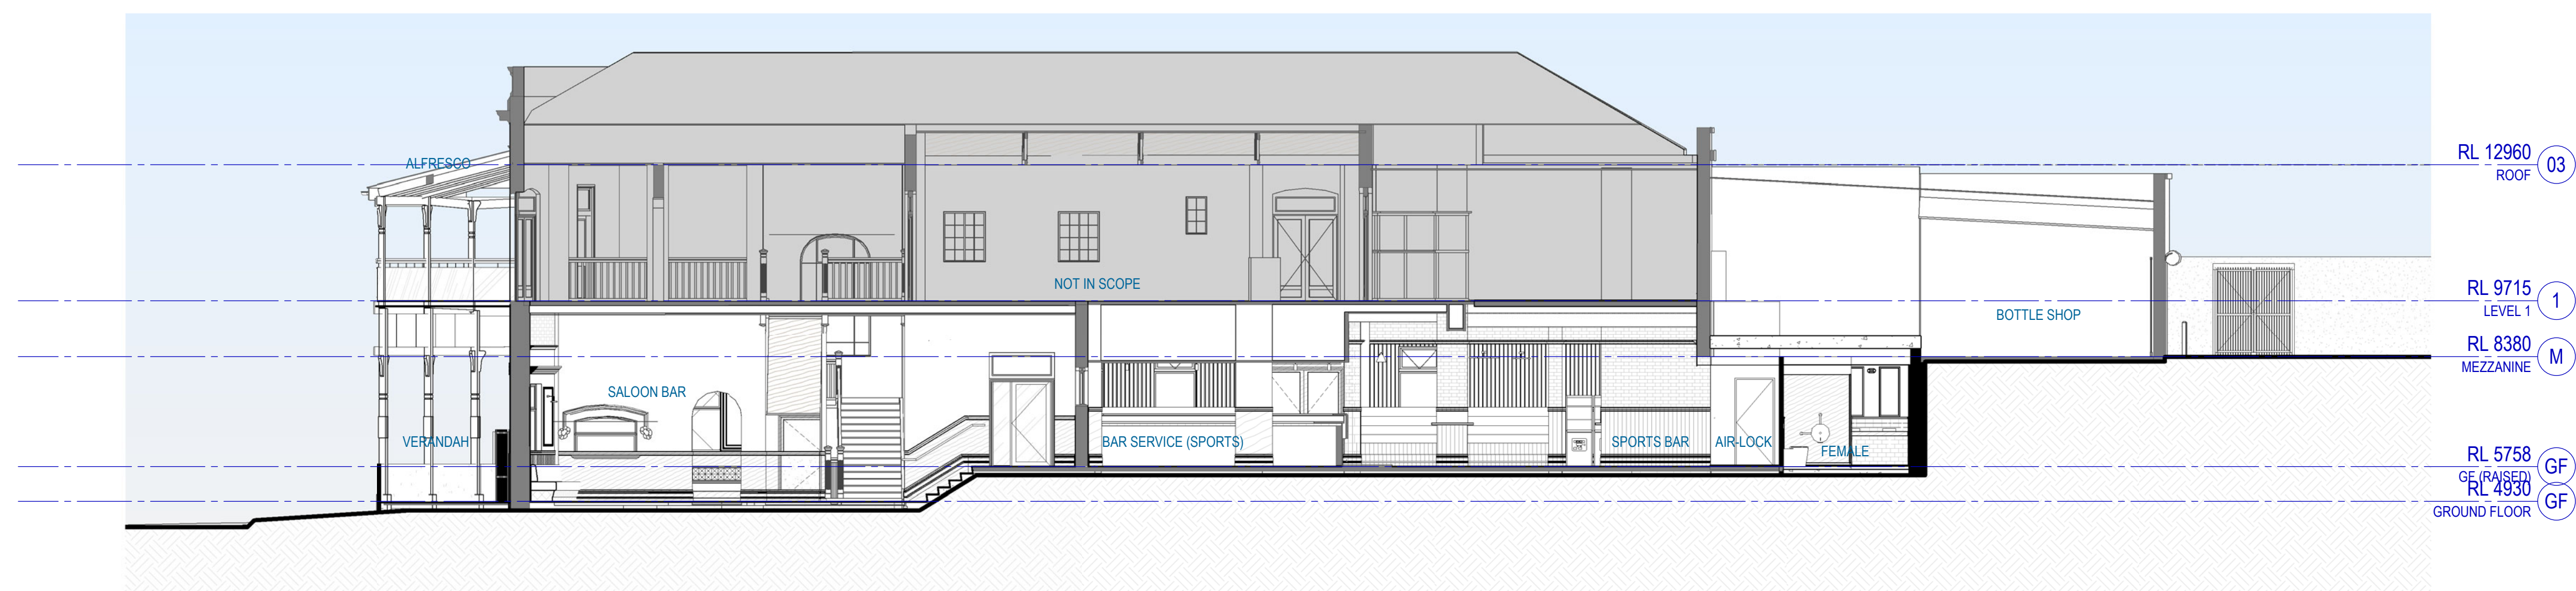 ALFRESCO
RL 12960
03
ROOF
NOT IN SCOPE
RL 9715
1
LEVEL 1
BOTTLE SHOP
RL 8380
M
MEZZANINE
SALOON BAR
VERANDAH
BAR SERVICE (SPORTS)
SPORTS BAR
AIR-LOCK
FEMALE
RL 5758
GF
GF (RAISED)
RL 4930
GF
GROUND FLOOR